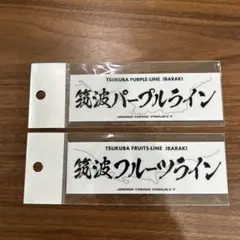 TSUKUBA PURPLE-LINE IBARAKI
筑波パープルライン
JAPAN TOUGE PROJECT
TSUKUBA FRUITS-LINE IBARAKI
筑波フルーツライン
JAPAN TOUGE PROJECT